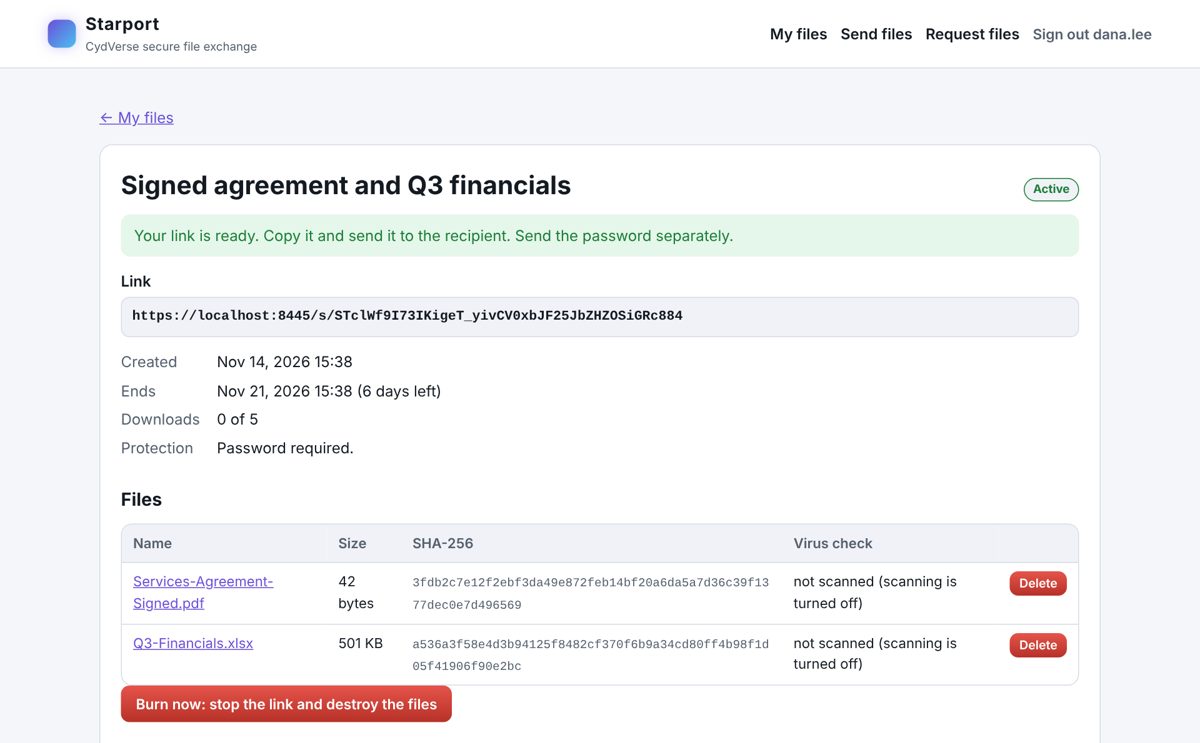 Starport
CydVerse secure file exchange
My files Send files Request files Sign out dana.lee
← My files
Signed agreement and Q3 financials
Active
Your link is ready. Copy it and send it to the recipient. Send the password separately.
Link
https://localhost:8445/s/STclWf9I73IKigeT_yivCV0xbJF25JbZHZOSiGRc884
Created Nov 14, 2026 15:38
Ends Nov 21, 2026 15:38 (6 days left)
Downloads 0 of 5
Protection Password required.
Files
Name Size SHA-256 Virus check
Services-Agreement- 42 3fdb2c7e12f2ebf3da49e872feb14bf20a6da5a7d36c39f13 not scanned (scanning is Delete
Signed.pdf bytes 77dec0e7d496569 turned off)
Q3-Financials.xlsx 501 KB a536a3f58e4d3b94125f8482cf370f6b9a34cd80ff4b98f1d not scanned (scanning is Delete
05f41906f90e2bc turned off)
Burn now: stop the link and destroy the files